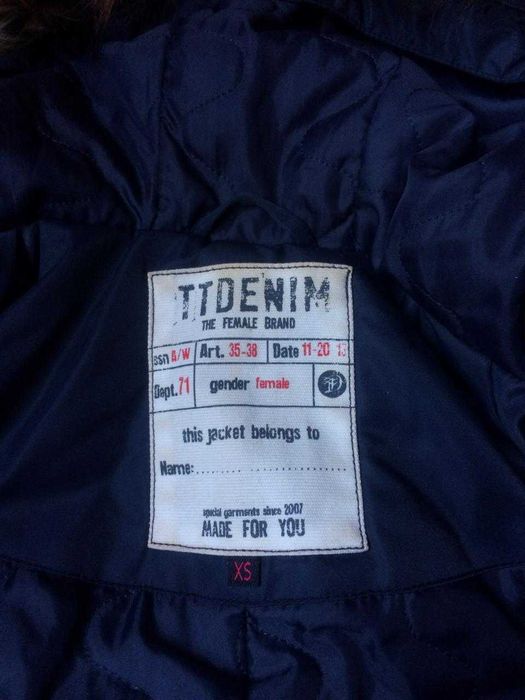 TTDENIM
THE FEMALE BRAND
ssn A/W Art. 35-38 Date 11-20 13
Dept. 71 gender female
this jacket belongs to
Name:......... ..................
special garments since 2007
MADE FOR YOU
XS